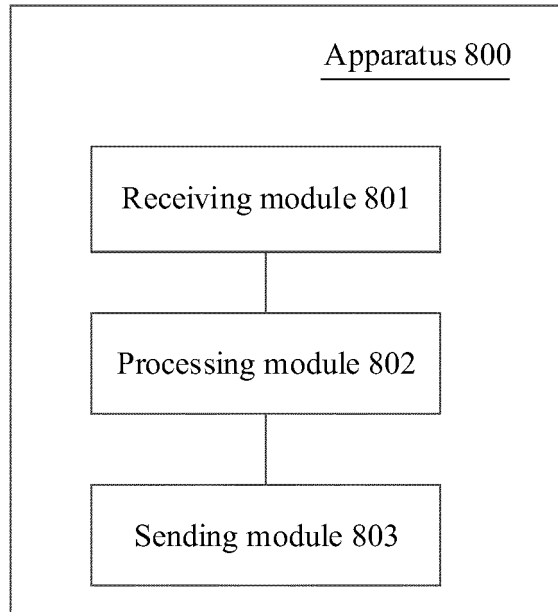 Apparatus 800
Receiving module 801
Processing module 802
Sending module 803